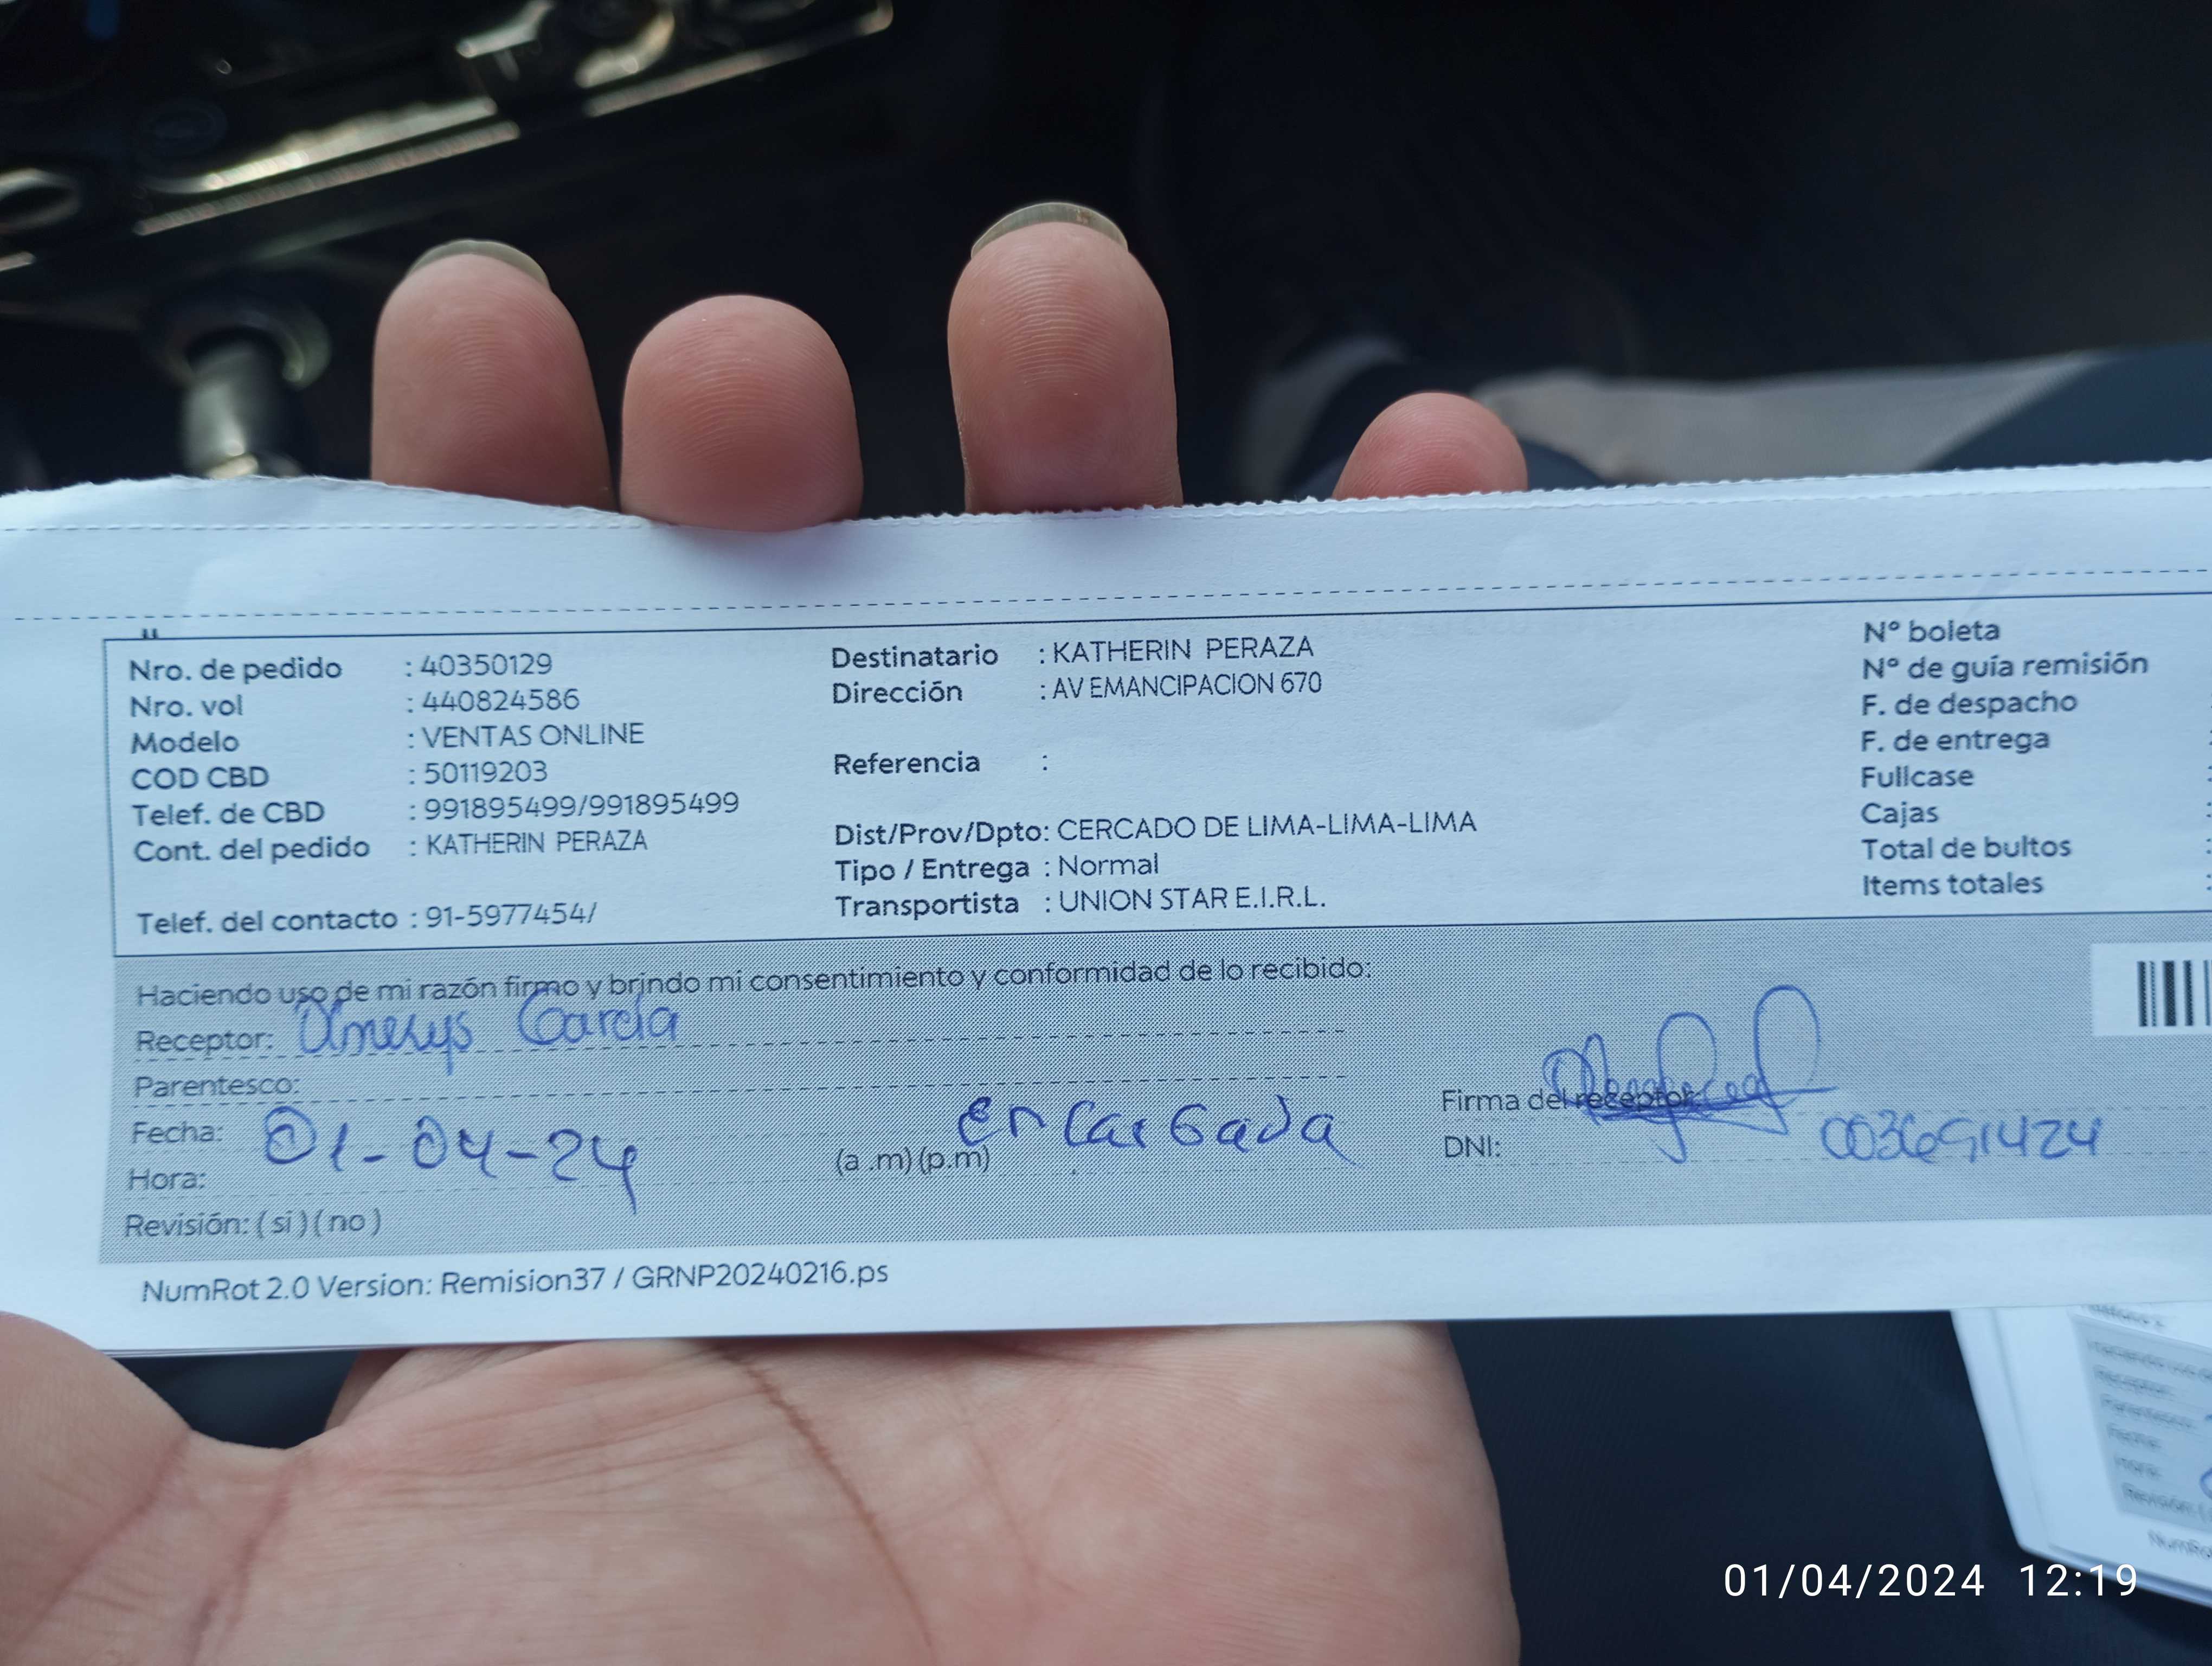 Nro. de pedido : 40350129
Nro. vol : 440824586
Modelo : VENTAS ONLINE
COD CBD : 50119203
Telef. de CBD : 991895499/991895499
Cont. del pedido : KATHERIN PERAZA
Telef. del contacto : 91-5977454/
Destinatario : KATHERIN PERAZA
Dirección : AV EMANCIPACION 670
Referencia :
Dist/Prov/Dpto: CERCADO DE LIMA-LIMA-LIMA
Tipo / Entrega : Normal
Transportista : UNION STAR E.I.R.L.
N° boleta
N° de guía remisión
F. de despacho
F. de entrega :
Fullcase :
Cajas :
Total de bultos :
Items totales :
Haciendo uso de mi razón firmo y brindo mi consentimiento y conformidad de lo recibido:
Receptor: García
Parentesco:
Fecha: 01-04-24
encargada
Hora: (a .m) (p.m)
Revisión: ( si ) ( no )
Firma del receptor:
DNI: 003691424
NumRot 2.0 Version: Remision37 / GRNP20240216.ps
01/04/2024 12:19